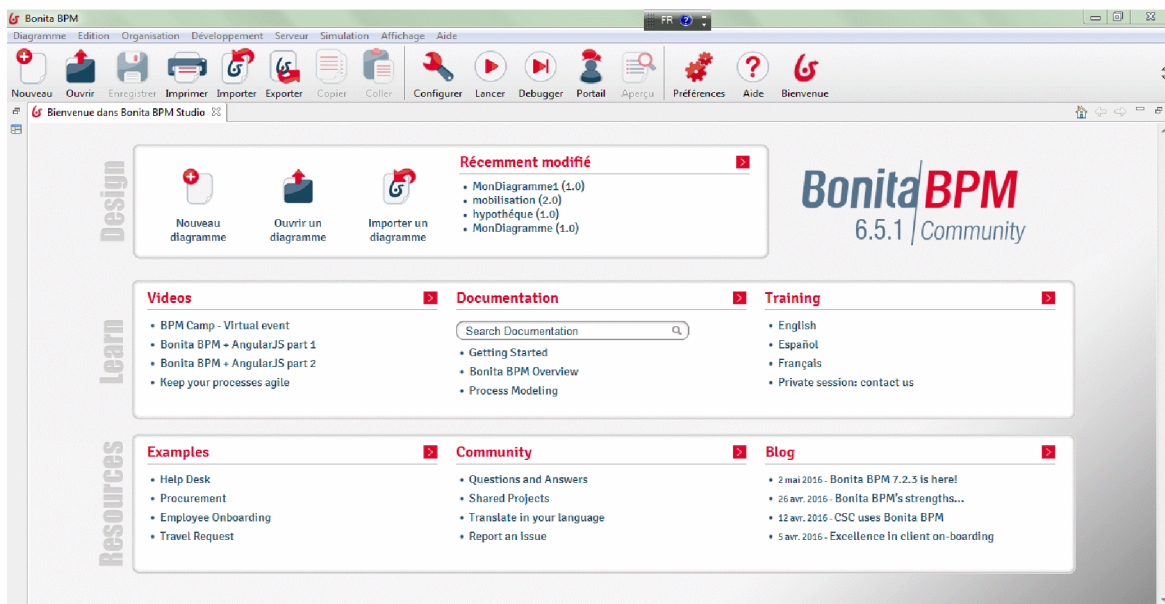 Bonita BPM
FR
Diagramme Edition Organisation Développement Serveur Simulation Affichage Aide
Nouveau Ouvrir Enregistrer Imprimer Importer Exporter Copier Coller Configurer Lancer Debugger Portail Aperçu Préférences Aide Bienvenue
Bienvenue dans Bonita BPM Studio
Design
Nouveau diagramme
Ouvrir un diagramme
Importer un diagramme
Récemment modifié
• MonDiagramme1 (1.0)
• mobilisation (2.0)
• hypothéque (1.0)
• MonDiagramme (1.0)
Bonita BPM
6.5.1 Community
Learn
Videos
• BPM Camp - Virtual event
• Bonita BPM + AngularJS part 1
• Bonita BPM + AngularJS part 2
• Keep your processes agile
Documentation
Search Documentation
• Getting Started
• Bonita BPM Overview
• Process Modeling
Training
• English
• Español
• Français
• Private session: contact us
Resources
Examples
• Help Desk
• Procurement
• Employee Onboarding
• Travel Request
Community
• Questions and Answers
• Shared Projects
• Translate in your language
• Report an issue
Blog
• 2 mai 2016 - Bonita BPM 7.2.3 is here!
• 26 avr. 2016 - Bonita BPM's strengths...
• 12 avr. 2016 - CSC uses Bonita BPM
• 5 avr. 2016 - Excellence in client on-boarding